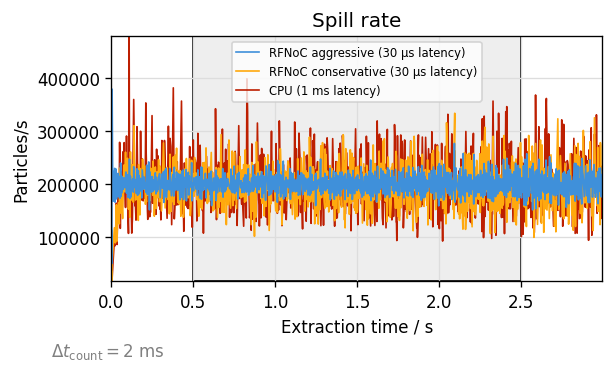 Spill rate
RFNoC aggressive (30 µs latency)
RFNoC conservative (30 µs latency)
CPU (1 ms latency)
Particles/s
400000
300000
200000
100000
0.0 0.5 1.0 1.5 2.0 2.5
Extraction time / s
Δt_count = 2 ms